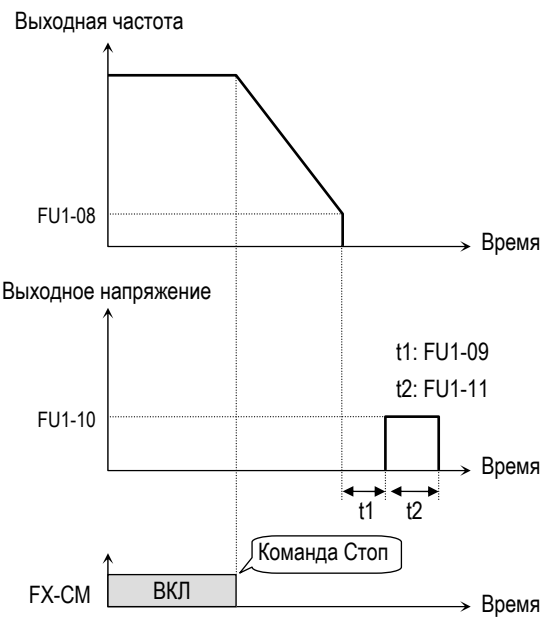 Выходная частота
FU1-08
Время
Выходное напряжение
t1: FU1-09
t2: FU1-11
FU1-10
Время
t1
t2
Команда Стоп
FX-CM
ВКЛ
Время